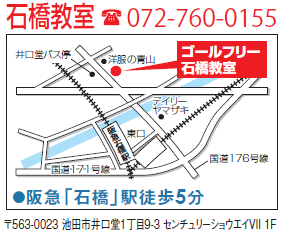 石橋教室 ☎ 072-760-0155
井口堂バス停
洋服の青山
ゴールフリー
石橋教室
デイリー
ヤマザキ
阪急石橋駅
東口
国道171号線
国道176号線
●阪急「石橋」駅徒歩5分
〒563-0023 池田市井口堂1丁目9-3 センチュリーショウエイⅦ 1F